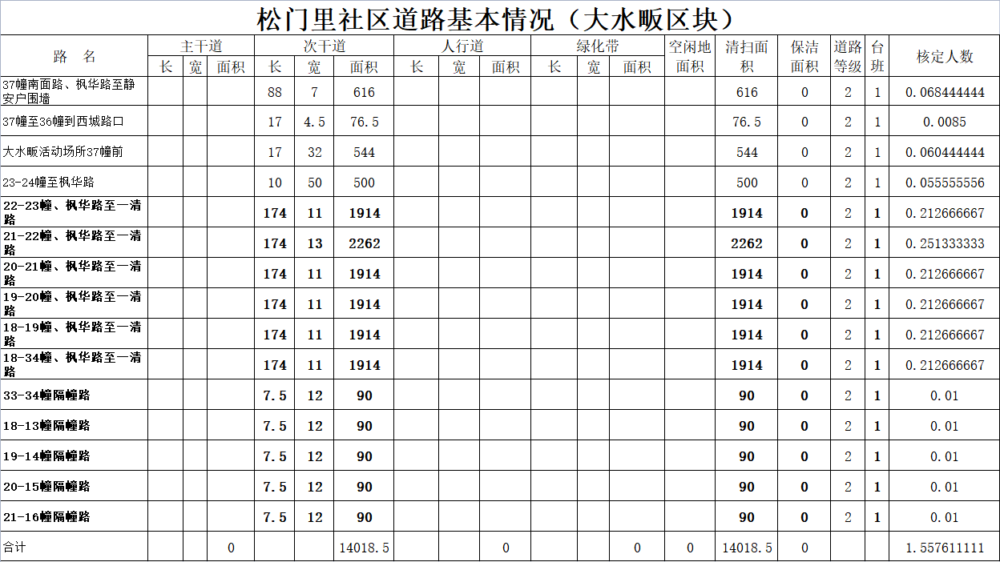 松门里社区道路基本情况（大水畈区块）
路 名 主干道 次干道 人行道 绿化带 空闲地面积 清扫面积 保洁面积 道路等级 台班 核定人数
长 宽 面积 长 宽 面积 长 宽 面积 长 宽 面积
37幢南面路、枫华路至静安户围墙 88 7 616 616 0 2 1 0.068444444
37幢至36幢到西城路口 17 4.5 76.5 76.5 0 2 1 0.0085
大水畈活动场所37幢前 17 32 544 544 0 2 1 0.060444444
23-24幢至枫华路 10 50 500 500 0 2 1 0.055555556
22-23幢、枫华路至一清路 174 11 1914 1914 0 2 1 0.212666667
21-22幢、枫华路至一清路 174 13 2262 2262 0 2 1 0.251333333
20-21幢、枫华路至一清路 174 11 1914 1914 0 2 1 0.212666667
19-20幢、枫华路至一清路 174 11 1914 1914 0 2 1 0.212666667
18-19幢、枫华路至一清路 174 11 1914 1914 0 2 1 0.212666667
18-34幢、枫华路至一清路 174 11 1914 1914 0 2 1 0.212666667
33-34幢隔幢路 7.5 12 90 90 0 2 1 0.01
18-13幢隔幢路 7.5 12 90 90 0 2 1 0.01
19-14幢隔幢路 7.5 12 90 90 0 2 1 0.01
20-15幢隔幢路 7.5 12 90 90 0 2 1 0.01
21-16幢隔幢路 7.5 12 90 90 0 2 1 0.01
合计 0 14018.5 0 0 0 14018.5 0 1.557611111